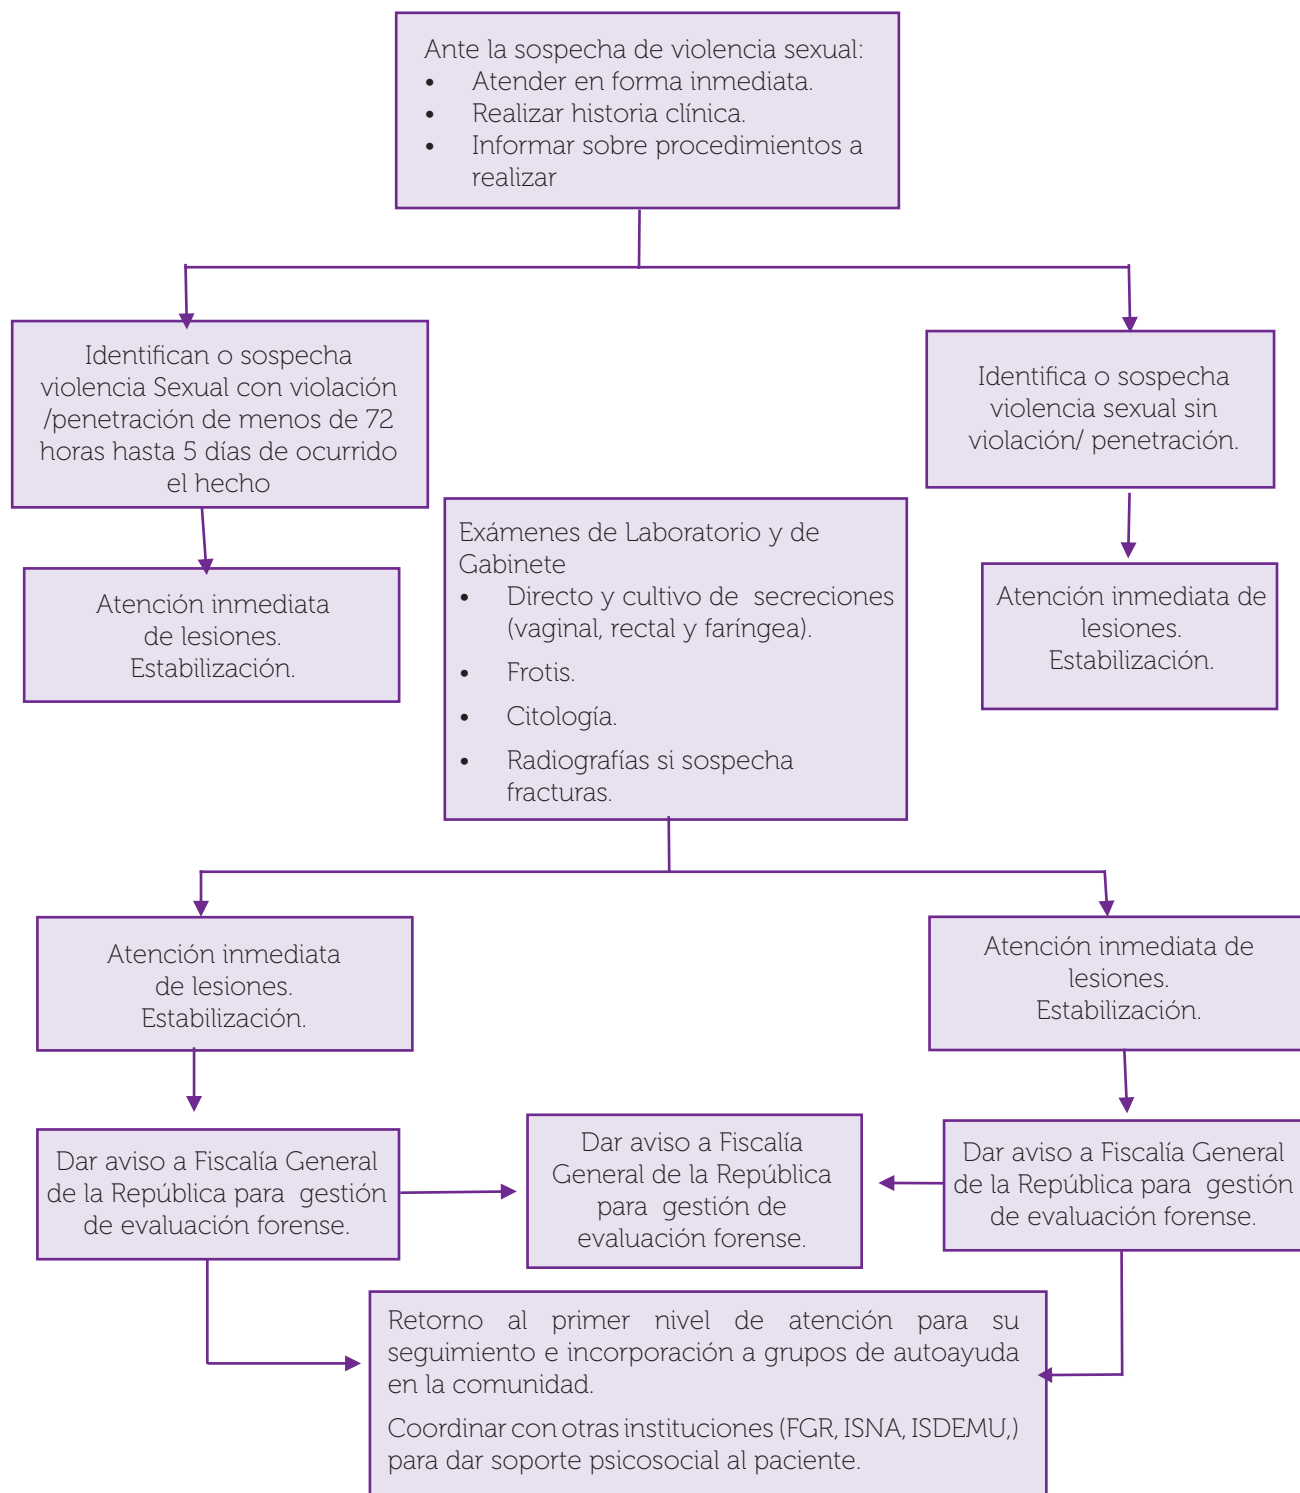 Ante la sospecha de violencia sexual:
• Atender en forma inmediata.
• Realizar historia clínica.
• Informar sobre procedimientos a
realizar
Identifican o sospecha
violencia Sexual con violación
/penetración de menos de 72
horas hasta 5 días de ocurrido
el hecho
Identifica o sospecha
violencia sexual sin
violación/ penetración.
Atención inmediata
de lesiones.
Estabilización.
Exámenes de Laboratorio y de
Gabinete
• Directo y cultivo de secreciones
(vaginal, rectal y faríngea).
• Frotis.
• Citología.
• Radiografías si sospecha
fracturas.
Atención inmediata de
lesiones.
Estabilización.
Atención inmediata
de lesiones.
Estabilización.
Atención inmediata de
lesiones.
Estabilización.
Dar aviso a Fiscalía General
de la República para gestión
de evaluación forense.
Dar aviso a Fiscalía
General de la República
para gestión de
evaluación forense.
Dar aviso a Fiscalía General
de la República para gestión
de evaluación forense.
Retorno al primer nivel de atención para su
seguimiento e incorporación a grupos de autoayuda
en la comunidad.
Coordinar con otras instituciones (FGR, ISNA, ISDEMU,)
para dar soporte psicosocial al paciente.